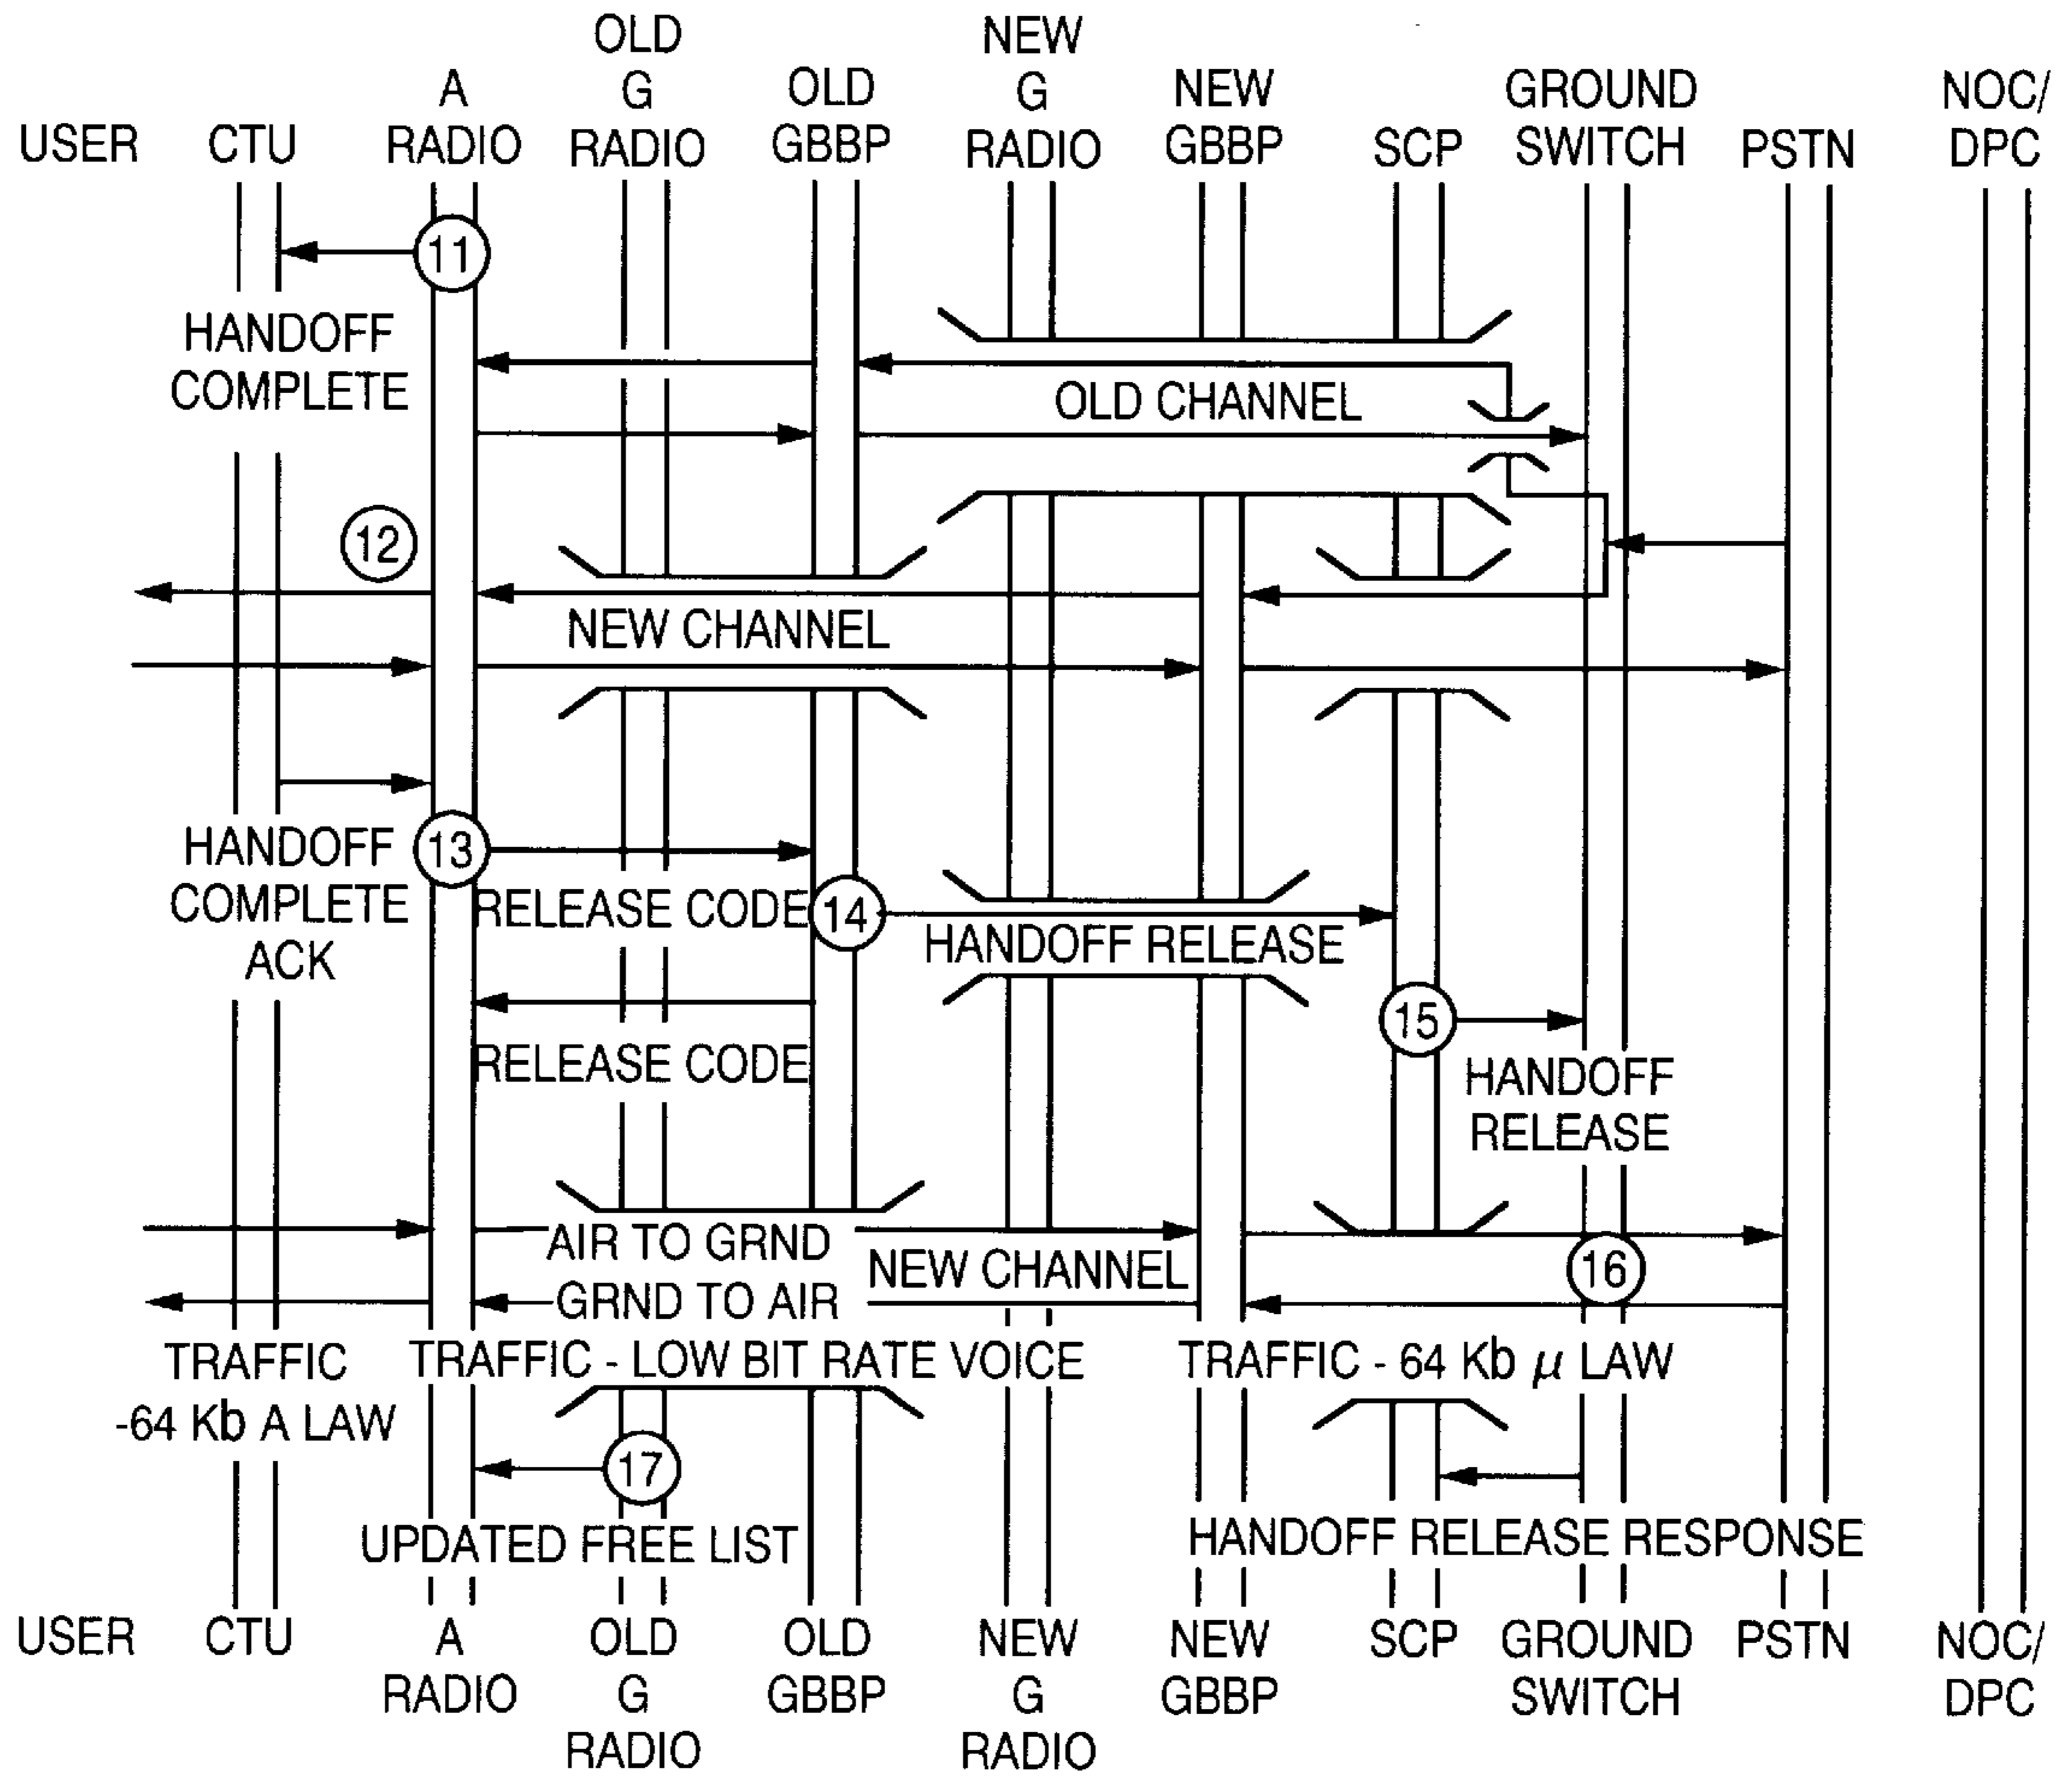 USER
CTU
A
RADIO
OLD
G
RADIO
OLD
GBBP
NEW
G
RADIO
NEW
GBBP
SCP
GROUND
SWITCH
PSTN
NOC/
DPC
11
HANDOFF
COMPLETE
OLD CHANNEL
12
NEW CHANNEL
HANDOFF
COMPLETE
ACK
13
RELEASE CODE
14
HANDOFF RELEASE
RELEASE CODE
15
HANDOFF
RELEASE
AIR TO GRND
NEW CHANNEL
GRND TO AIR
16
TRAFFIC
-64 Kb A LAW
TRAFFIC - LOW BIT RATE VOICE
TRAFFIC - 64 Kb μ LAW
17
UPDATED FREE LIST
HANDOFF RELEASE RESPONSE
USER
CTU
A
RADIO
OLD
G
RADIO
OLD
GBBP
NEW
G
RADIO
NEW
GBBP
SCP
GROUND
SWITCH
PSTN
NOC/
DPC